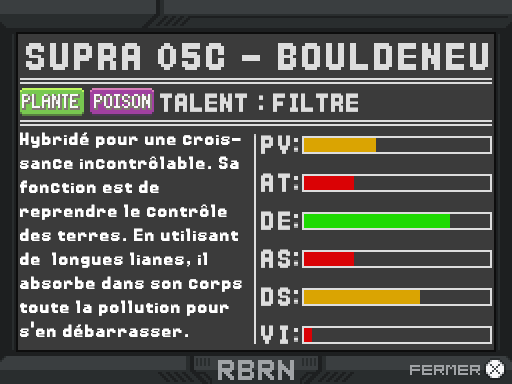 SUPRA 05C - BOULDENEU
PLANTE POISON TALENT : FILTRE
Hybridé pour une crois-
sance incontrôlable. Sa
fonction est de
reprendre le contrôle
des terres. En utilisant
de longues lianes, il
absorbe dans son corps
toute la pollution pour
s'en débarrasser.
PV:
AT:
DE:
AS:
DS:
VI:
RBRN
FERMER